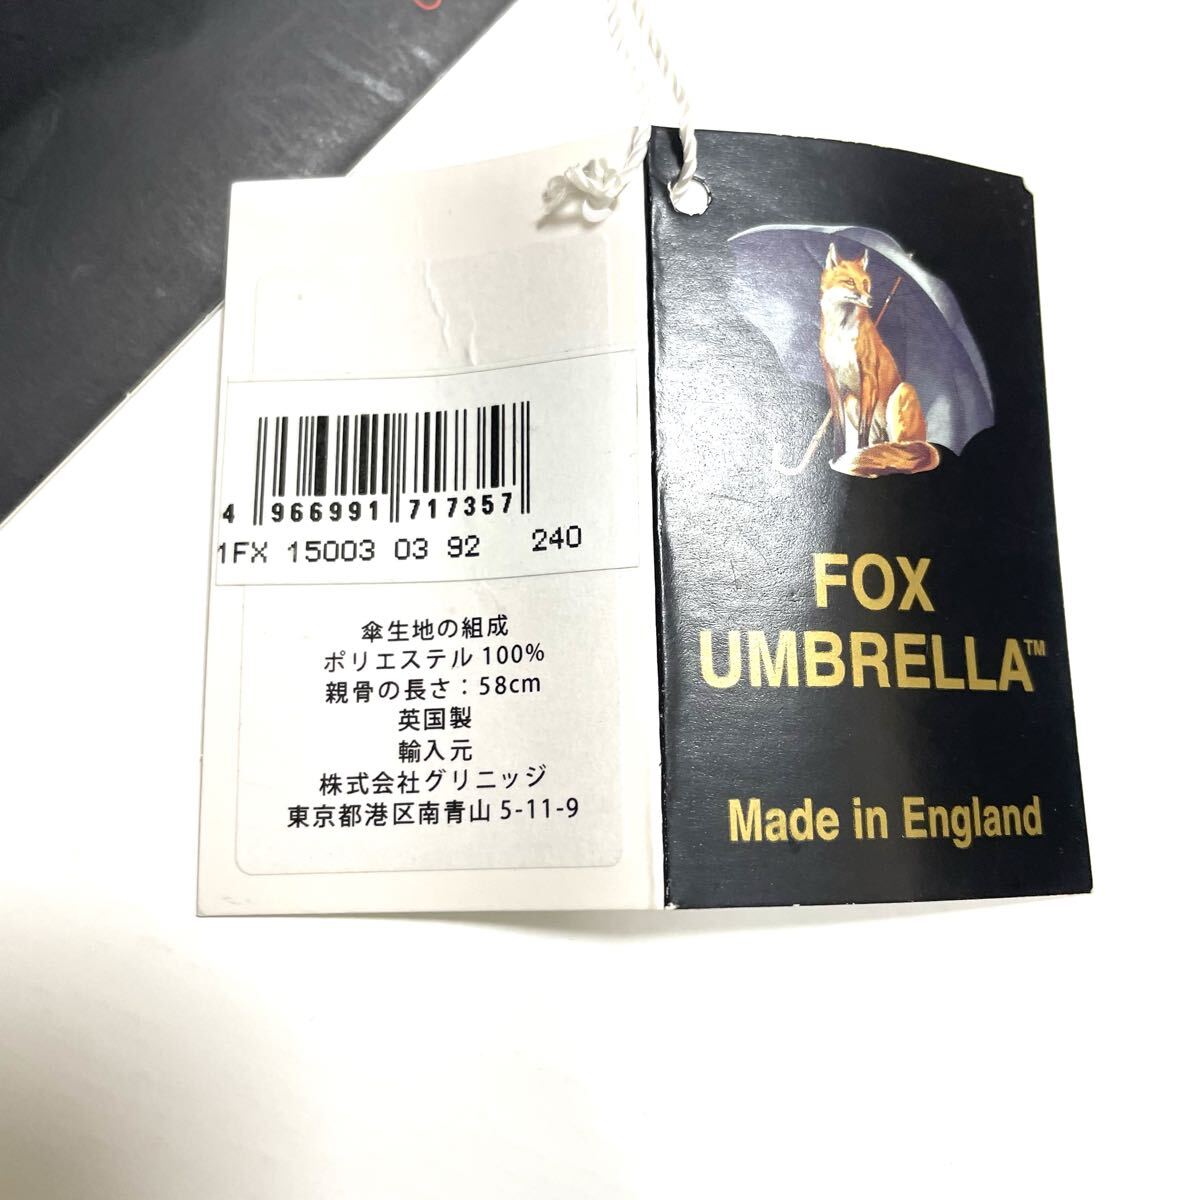 4 966991 717357
1FX 15003 03 92 240
傘生地の組成
ポリエステル 100%
親骨の長さ：58cm
英国製
輸入元
株式会社グリニッジ
東京都港区南青山 5-11-9
FOX
UMBRELLA™
Made in England